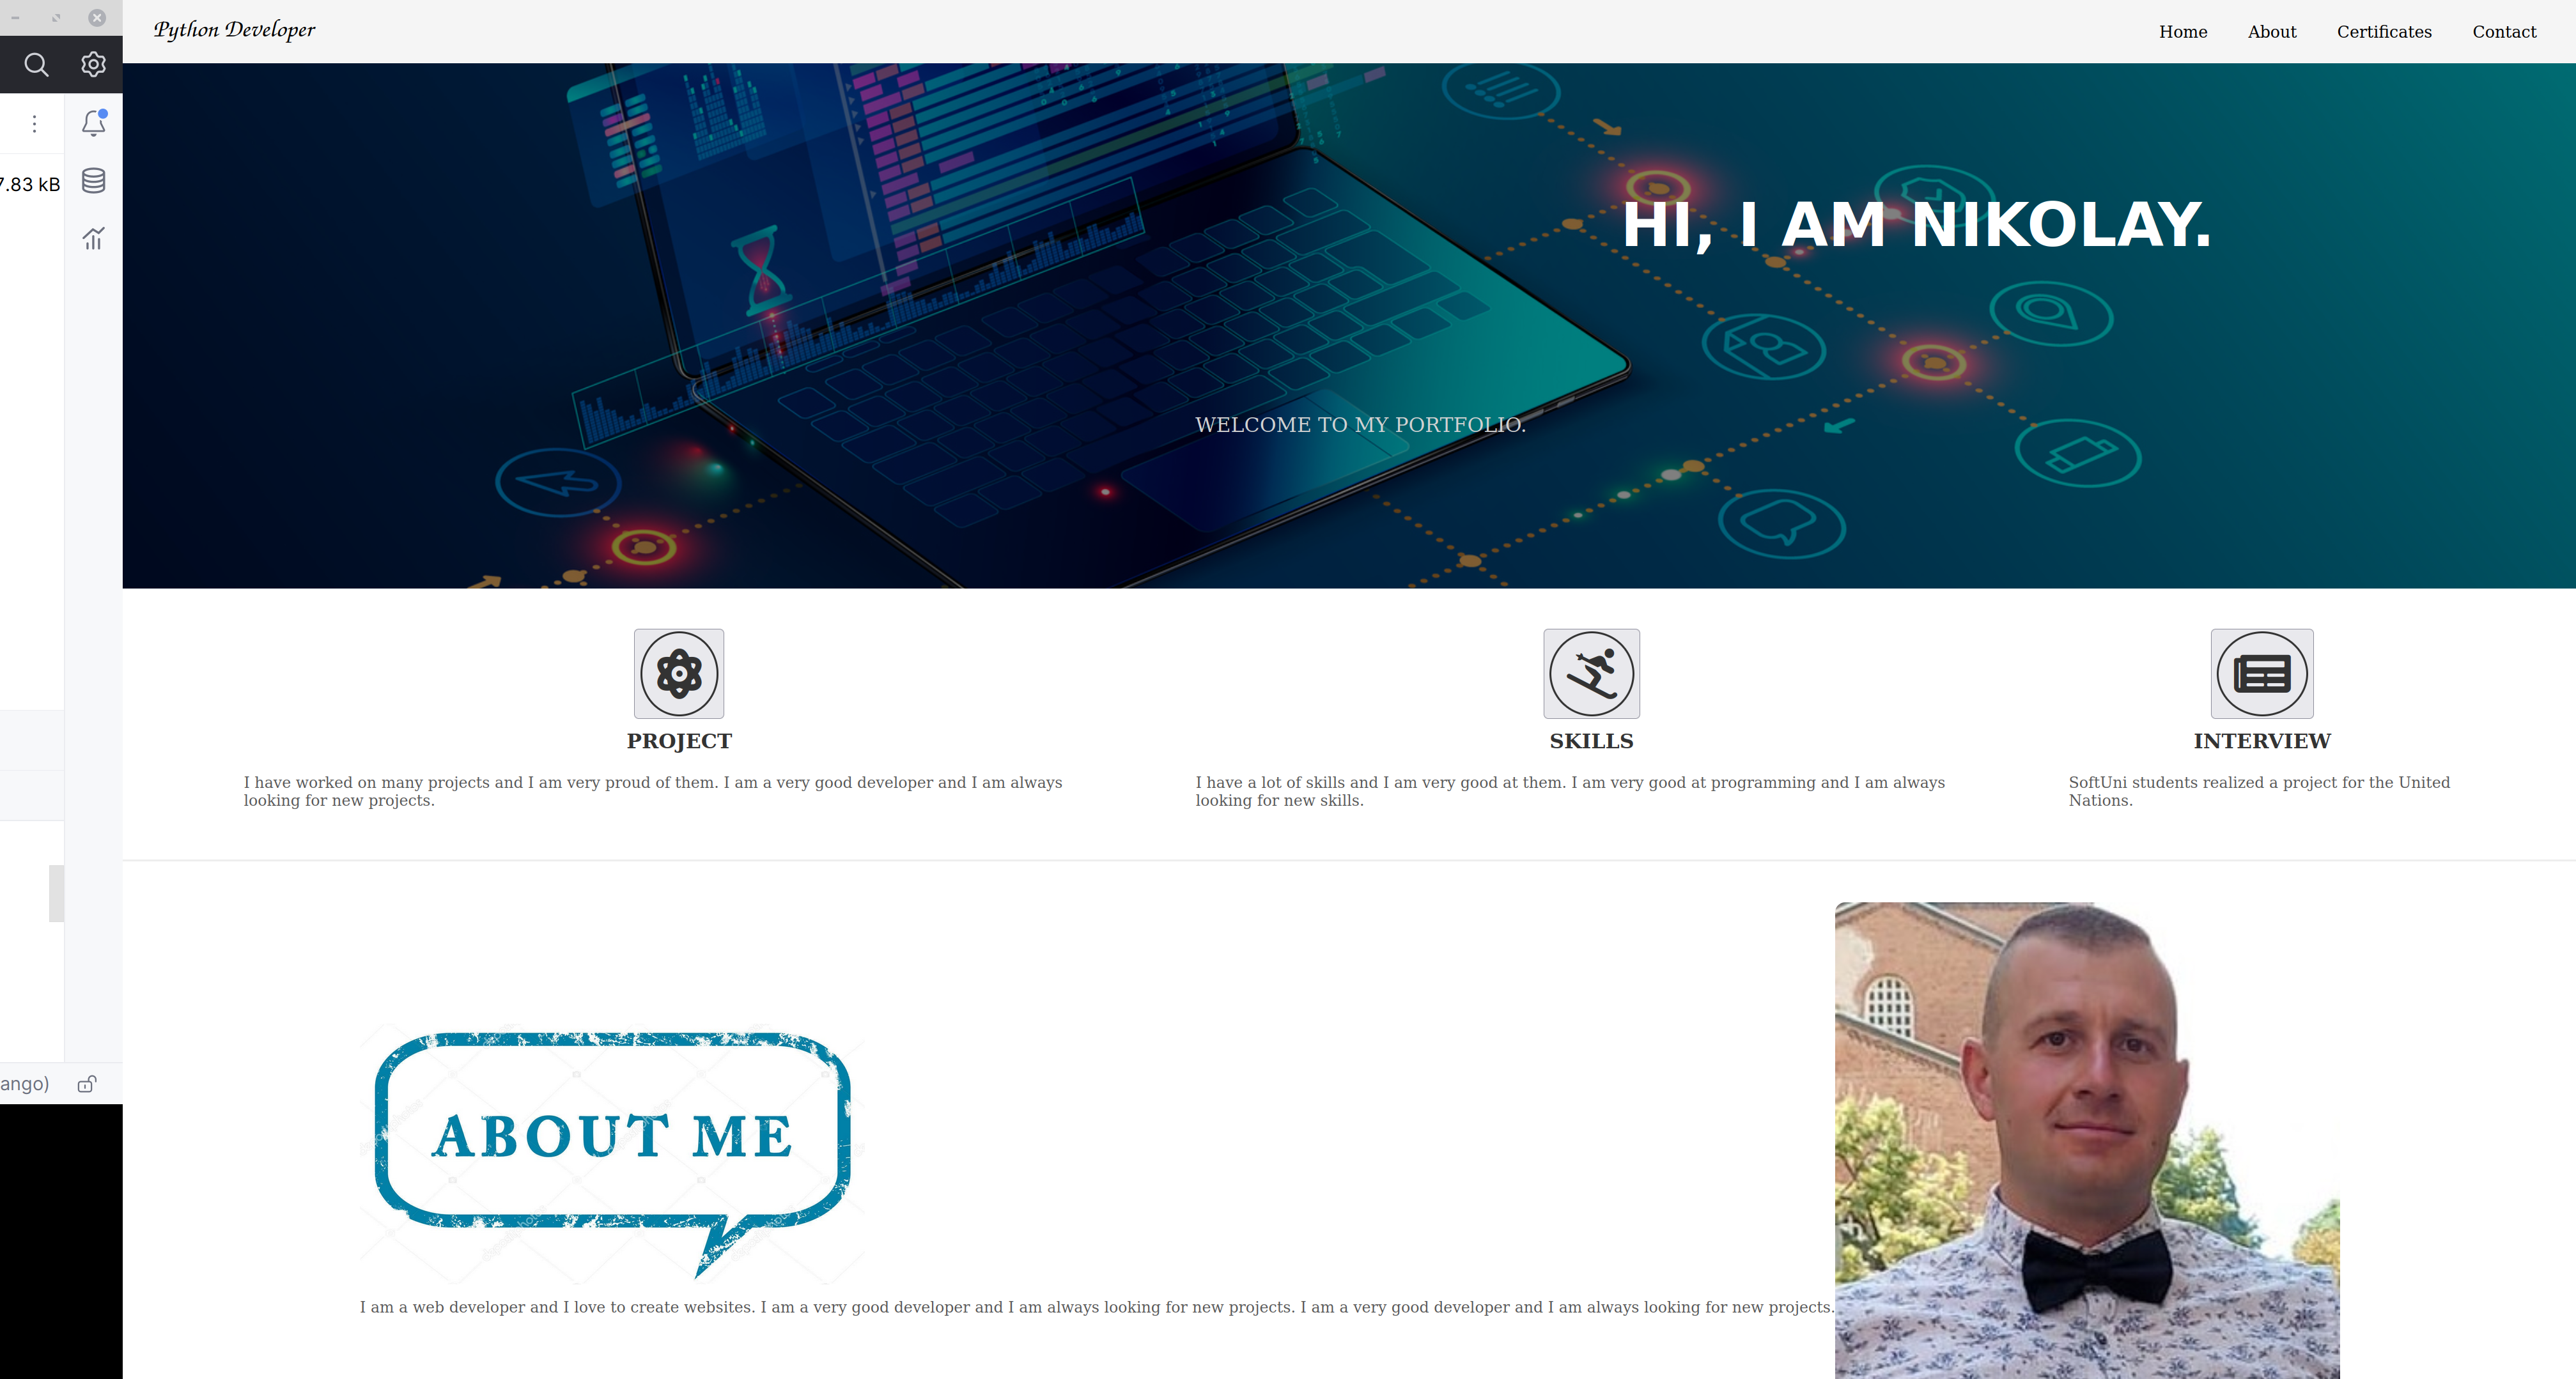 Python Developer
Home About Certificates Contact
7.83 kB
HI, I AM NIKOLAY.
WELCOME TO MY PORTFOLIO.
PROJECT
I have worked on many projects and I am very proud of them. I am a very good developer and I am always
looking for new projects.
SKILLS
I have a lot of skills and I am very good at them. I am very good at programming and I am always
looking for new skills.
INTERVIEW
SoftUni students realized a project for the United
Nations.
ABOUT ME
I am a web developer and I love to create websites. I am a very good developer and I am always looking for new projects. I am a very good developer and I am always looking for new projects.
ango)